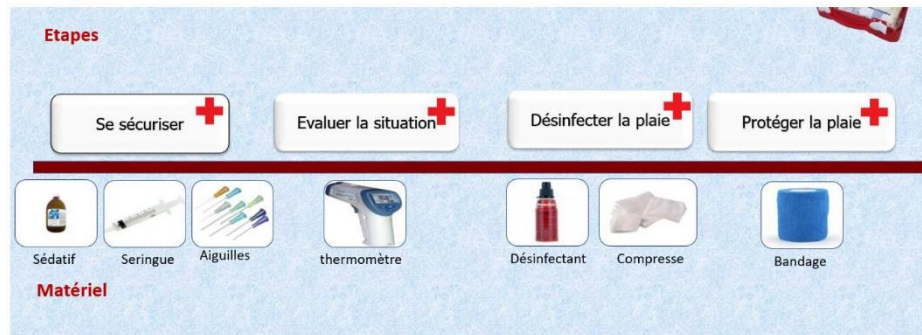 Etapes
Se sécuriser
Evaluer la situation
Désinfecter la plaie
Protéger la plaie
Sédatif
Seringue
Aiguilles
thermomètre
Désinfectant
Compresse
Bandage
Matériel